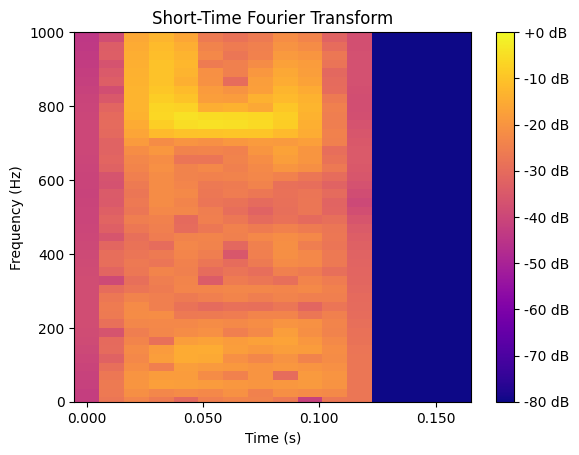 Short-Time Fourier Transform
1000
800
600
400
200
0
Frequency (Hz)
0.000
0.050
0.100
0.150
Time (s)
+0 dB
-10 dB
-20 dB
-30 dB
-40 dB
-50 dB
-60 dB
-70 dB
-80 dB